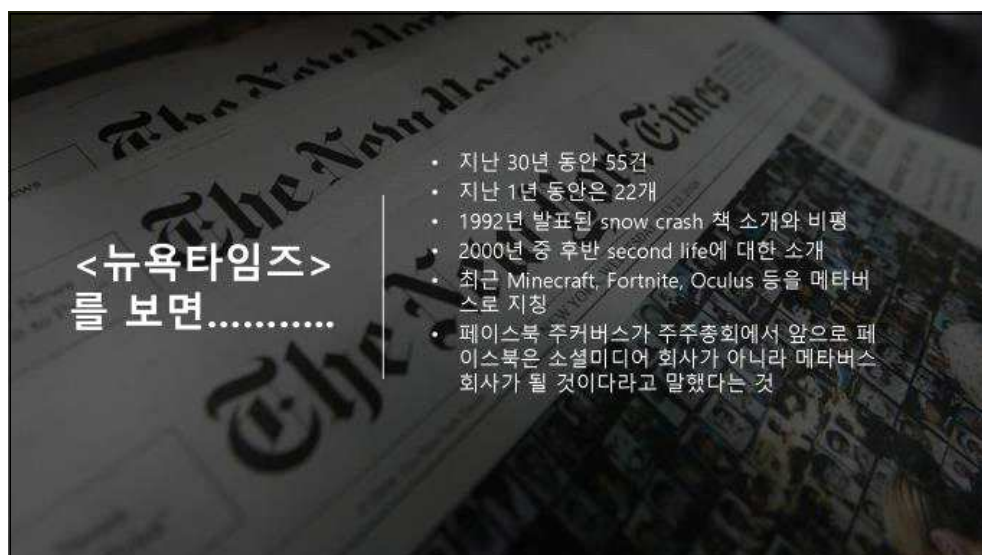 The New York Times
The New York Times
The New York Times
<뉴욕타임즈>
를 보면...........
• 지난 30년 동안 55건
• 지난 1년 동안은 22개
• 1992년 발표된 snow crash 책 소개와 비평
• 2000년 중 후반 second life에 대한 소개
• 최근 Minecraft, Fortnite, Oculus 등을 메타버
스로 지칭
• 페이스북 주커버스가 주주총회에서 앞으로 페
이스북은 소셜미디어 회사가 아니라 메타버스
회사가 될 것이다라고 말했다는 것